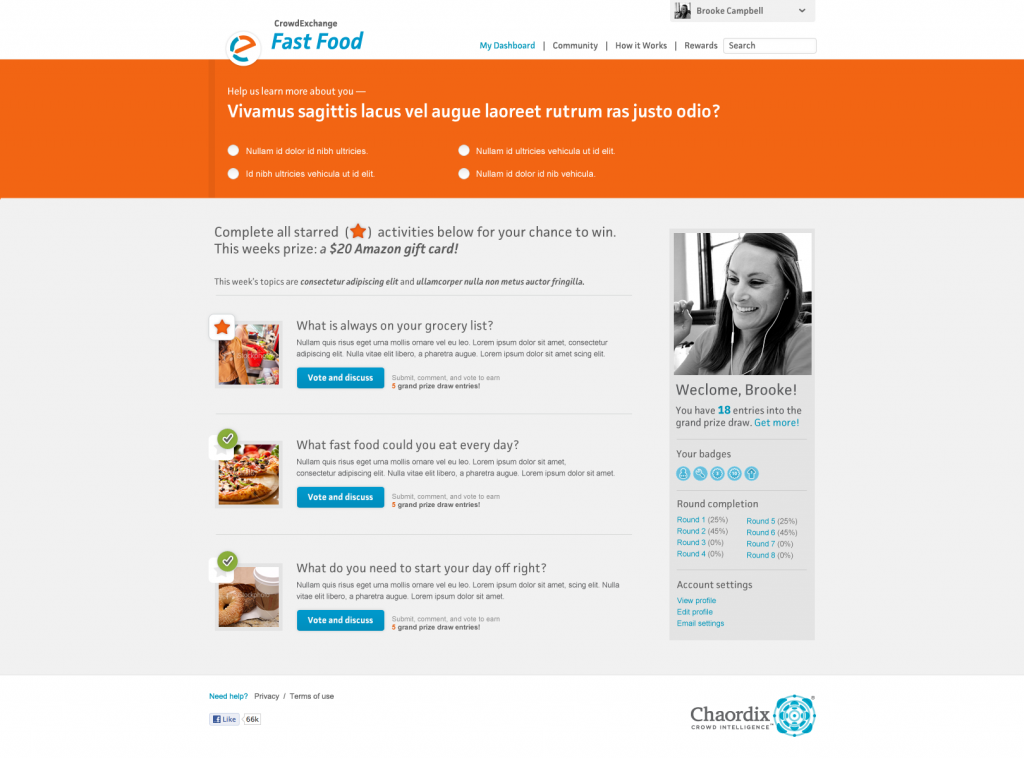 Brooke Campbell
CrowdExchange
Fast Food
My Dashboard | Community | How it Works | Rewards Search
Help us learn more about you —
Vivamus sagittis lacus vel augue laoreet rutrum ras justo odio?
Nullam id dolor id nibh ultricies.
Nullam id ultricies vehicula ut id elit.
Id nibh ultricies vehicula ut id elit.
Nullam id dolor id nib vehicula.
Complete all starred ( ) activities below for your chance to win.
This weeks prize: a $20 Amazon gift card!
This week's topics are consectetur adipiscing elit and ullamcorper nulla non metus auctor fringilla.
What is always on your grocery list?
Nullam quis risus eget urna mollis ornare vel eu leo. Lorem ipsum dolor sit amet, consectetur
adipiscing elit. Nulla vitae elit libero, a pharetra augue. Lorem ipsum dolor sit amet scing elit.
Vote and discuss
Submit, comment, and vote to earn
5 grand prize draw entries!
What fast food could you eat every day?
Nullam quis risus eget urna mollis ornare vel eu leo. Lorem ipsum dolor sit amet,
consectetur adipiscing elit. Nulla vitae elit libero, a pharetra augue. Lorem ipsum dolor sit amet.
Vote and discuss
Submit, comment, and vote to earn
5 grand prize draw entries!
What do you need to start your day off right?
Nullam quis risus eget urna mollis ornare vel eu leo. Lorem ipsum dolor sit amet, scing elit. Nulla
vitae elit libero, a pharetra augue. Lorem ipsum dolor sit amet.
Vote and discuss
Submit, comment, and vote to earn
5 grand prize draw entries!
Weclome, Brooke!
You have 18 entries into the
grand prize draw. Get more!
Your badges
Round completion
Round 1 (25%)
Round 2 (45%)
Round 3 (0%)
Round 4 (0%)
Round 5 (25%)
Round 6 (45%)
Round 7 (0%)
Round 8 (0%)
Account settings
View profile
Edit profile
Email settings
Need help? Privacy / Terms of use
Like 66k
Chaordix
CROWD INTELLIGENCE